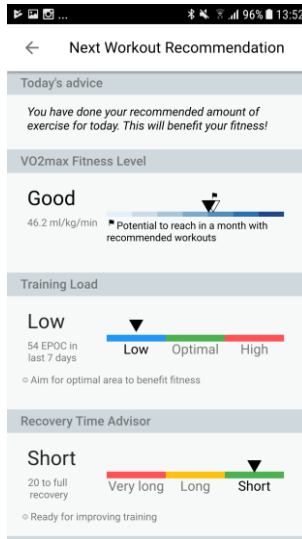 96% 13:52
Next Workout Recommendation
Today's advice
You have done your recommended amount of
exercise for today. This will benefit your fitness!
VO2max Fitness Level
Good
46.2 ml/kg/min
Potential to reach in a month with
recommended workouts
Training Load
Low
54 EPOC in
last 7 days
Low Optimal High
Aim for optimal area to benefit fitness
Recovery Time Advisor
Short
20 to full
recovery
Very long Long Short
Ready for improving training